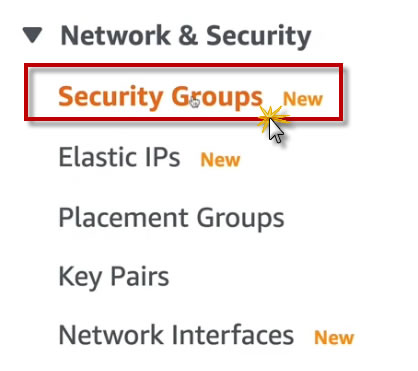 Network & Security
Security Groups New
Elastic IPs New
Placement Groups
Key Pairs
Network Interfaces New